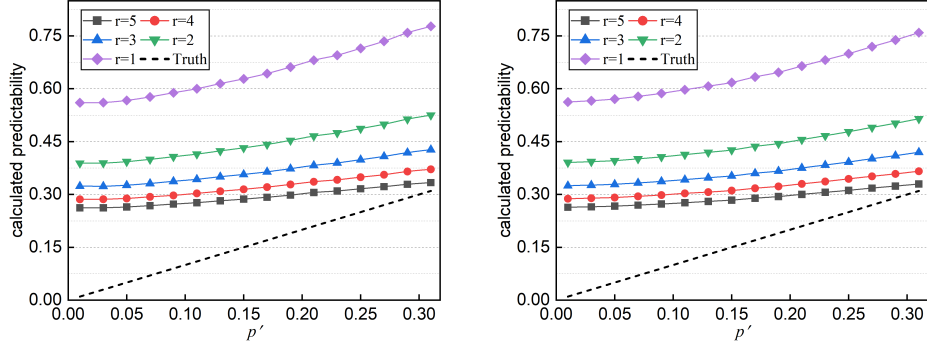 calculated predictability
0.75
0.60
0.45
0.30
0.15
0.00
r=5 r=4
r=3 r=2
r=1 Truth
0.00 0.05 0.10 0.15 0.20 0.25 0.30
p′
calculated predictability
0.75
0.60
0.45
0.30
0.15
0.00
r=5 r=4
r=3 r=2
r=1 Truth
0.00 0.05 0.10 0.15 0.20 0.25 0.30
p′